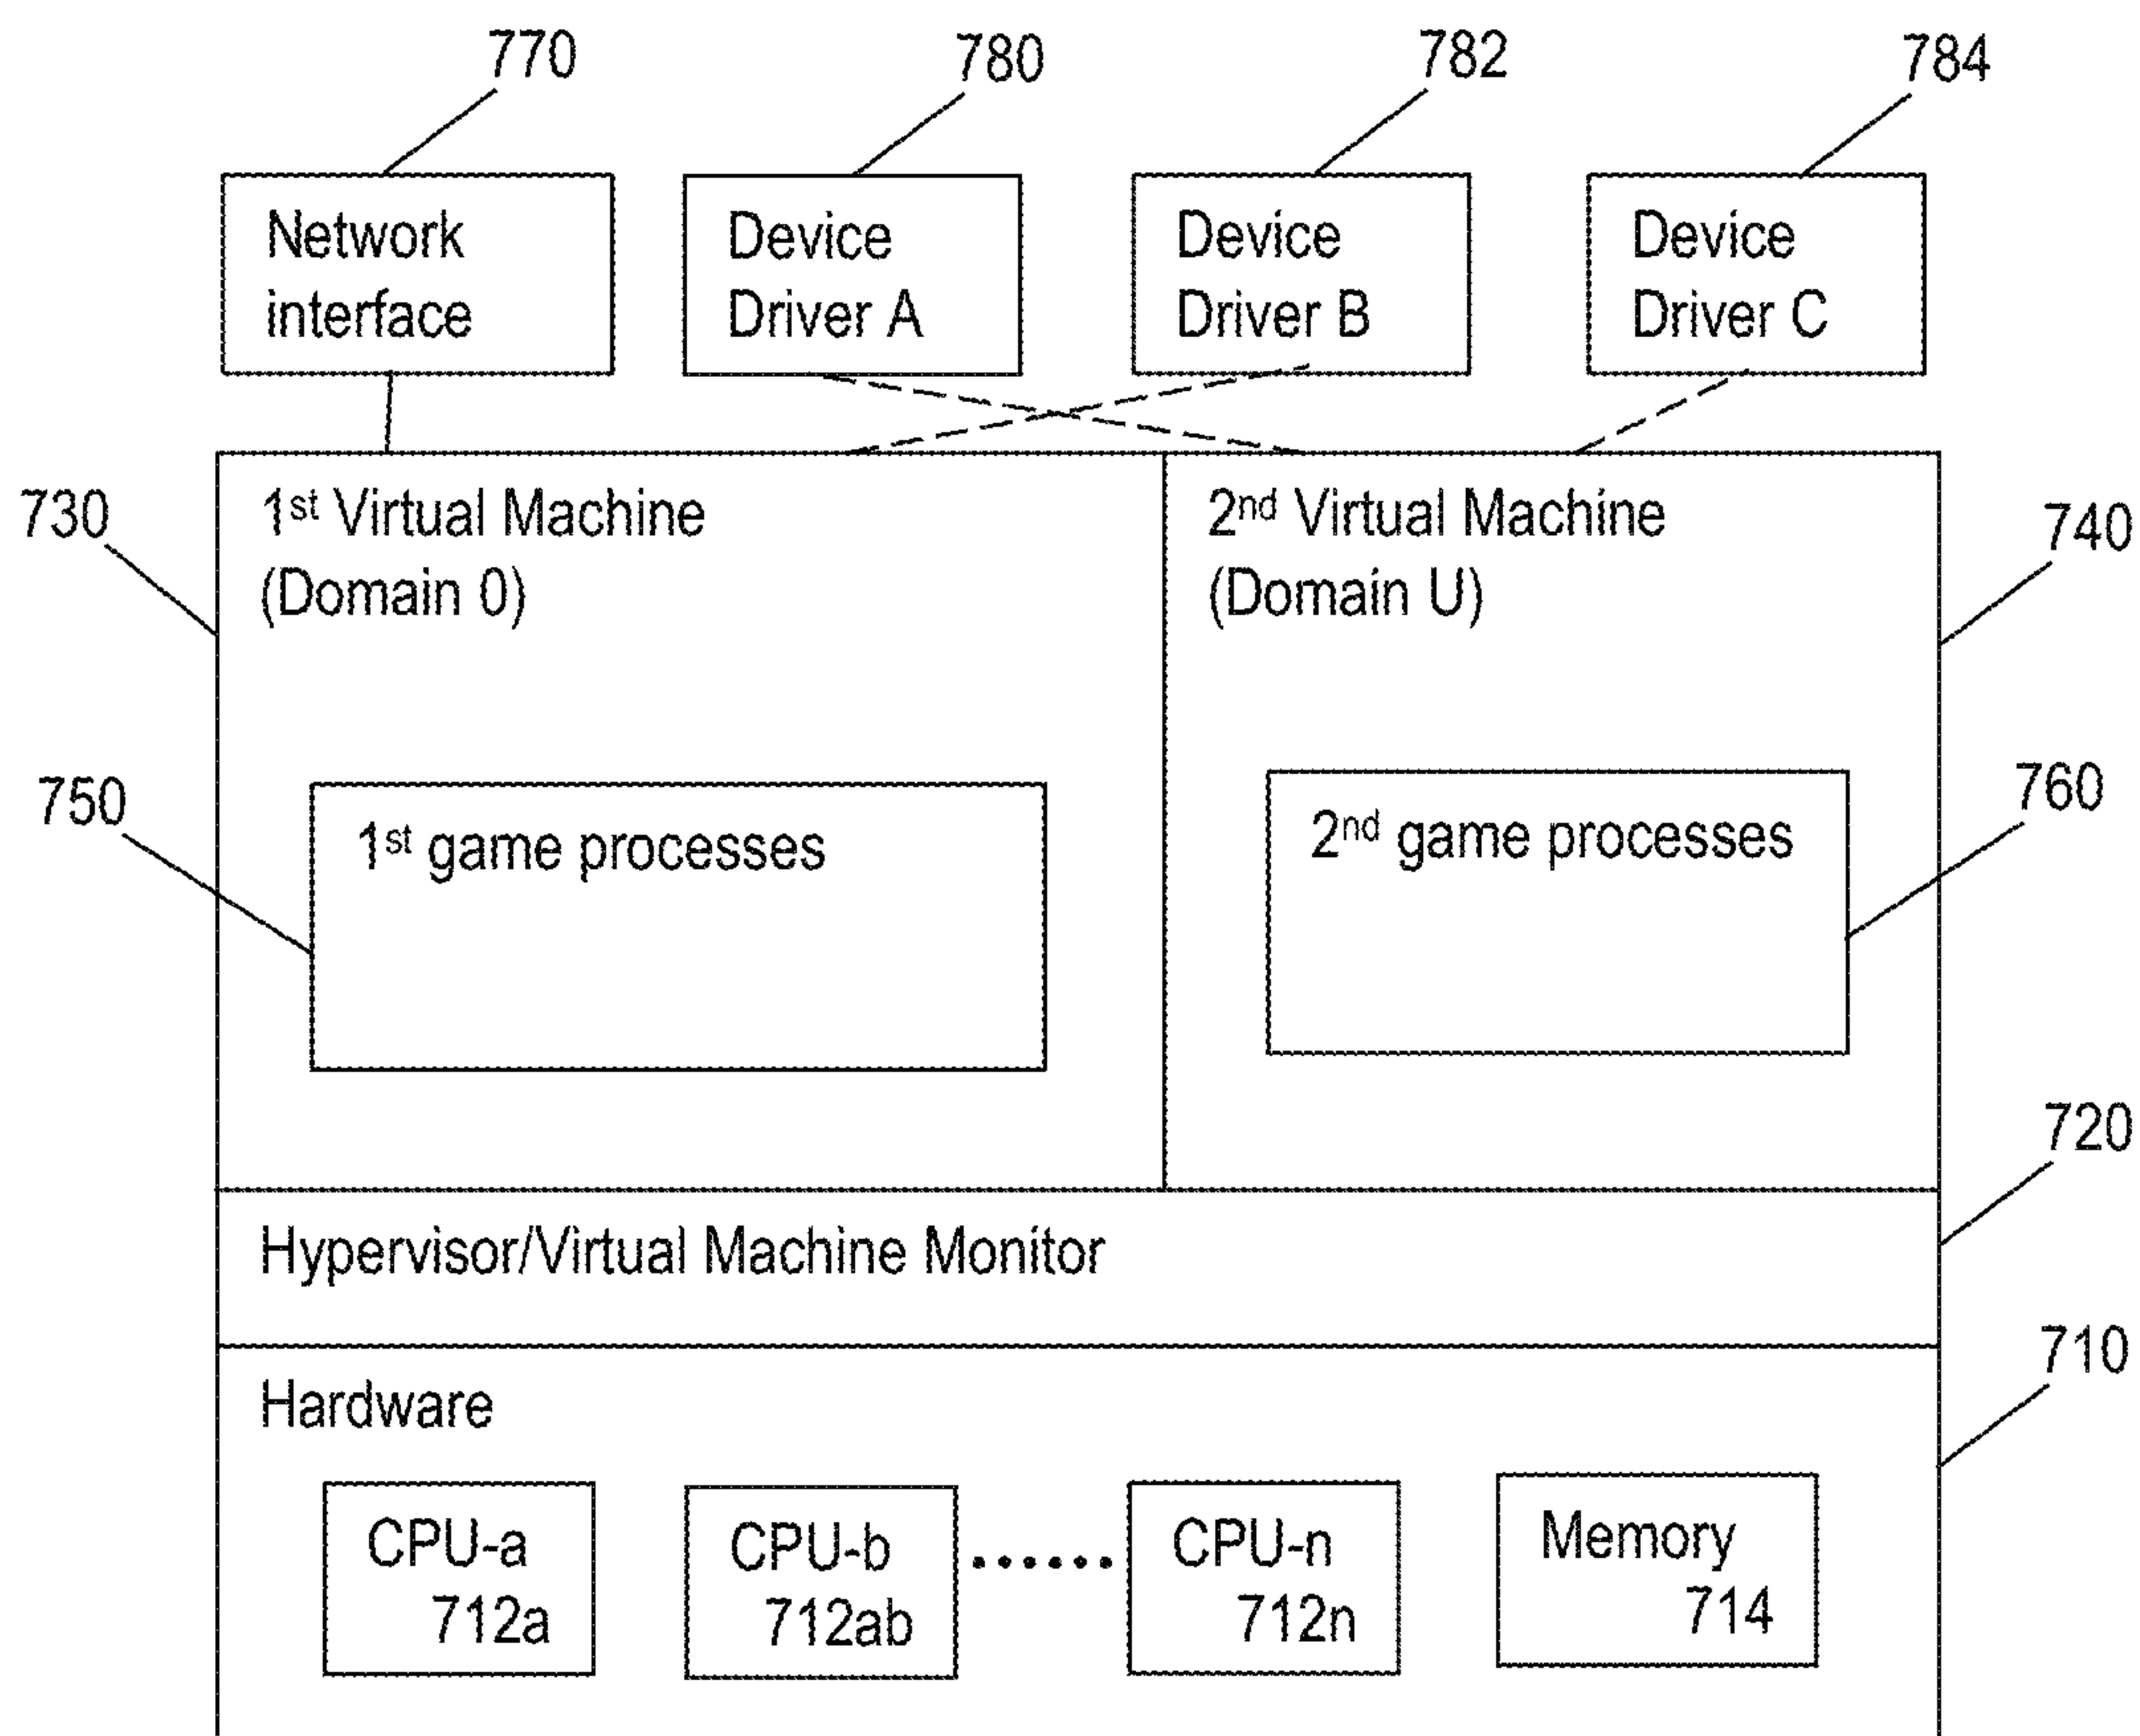 770
780
782
784
Network
interface
Device
Driver A
Device
Driver B
Device
Driver C
730
1st Virtual Machine
(Domain 0)
2nd Virtual Machine
(Domain U)
740
750
1st game processes
2nd game processes
760
720
Hypervisor/Virtual Machine Monitor
710
Hardware
CPU-a
712a
CPU-b
712ab
......
CPU-n
712n
Memory
714